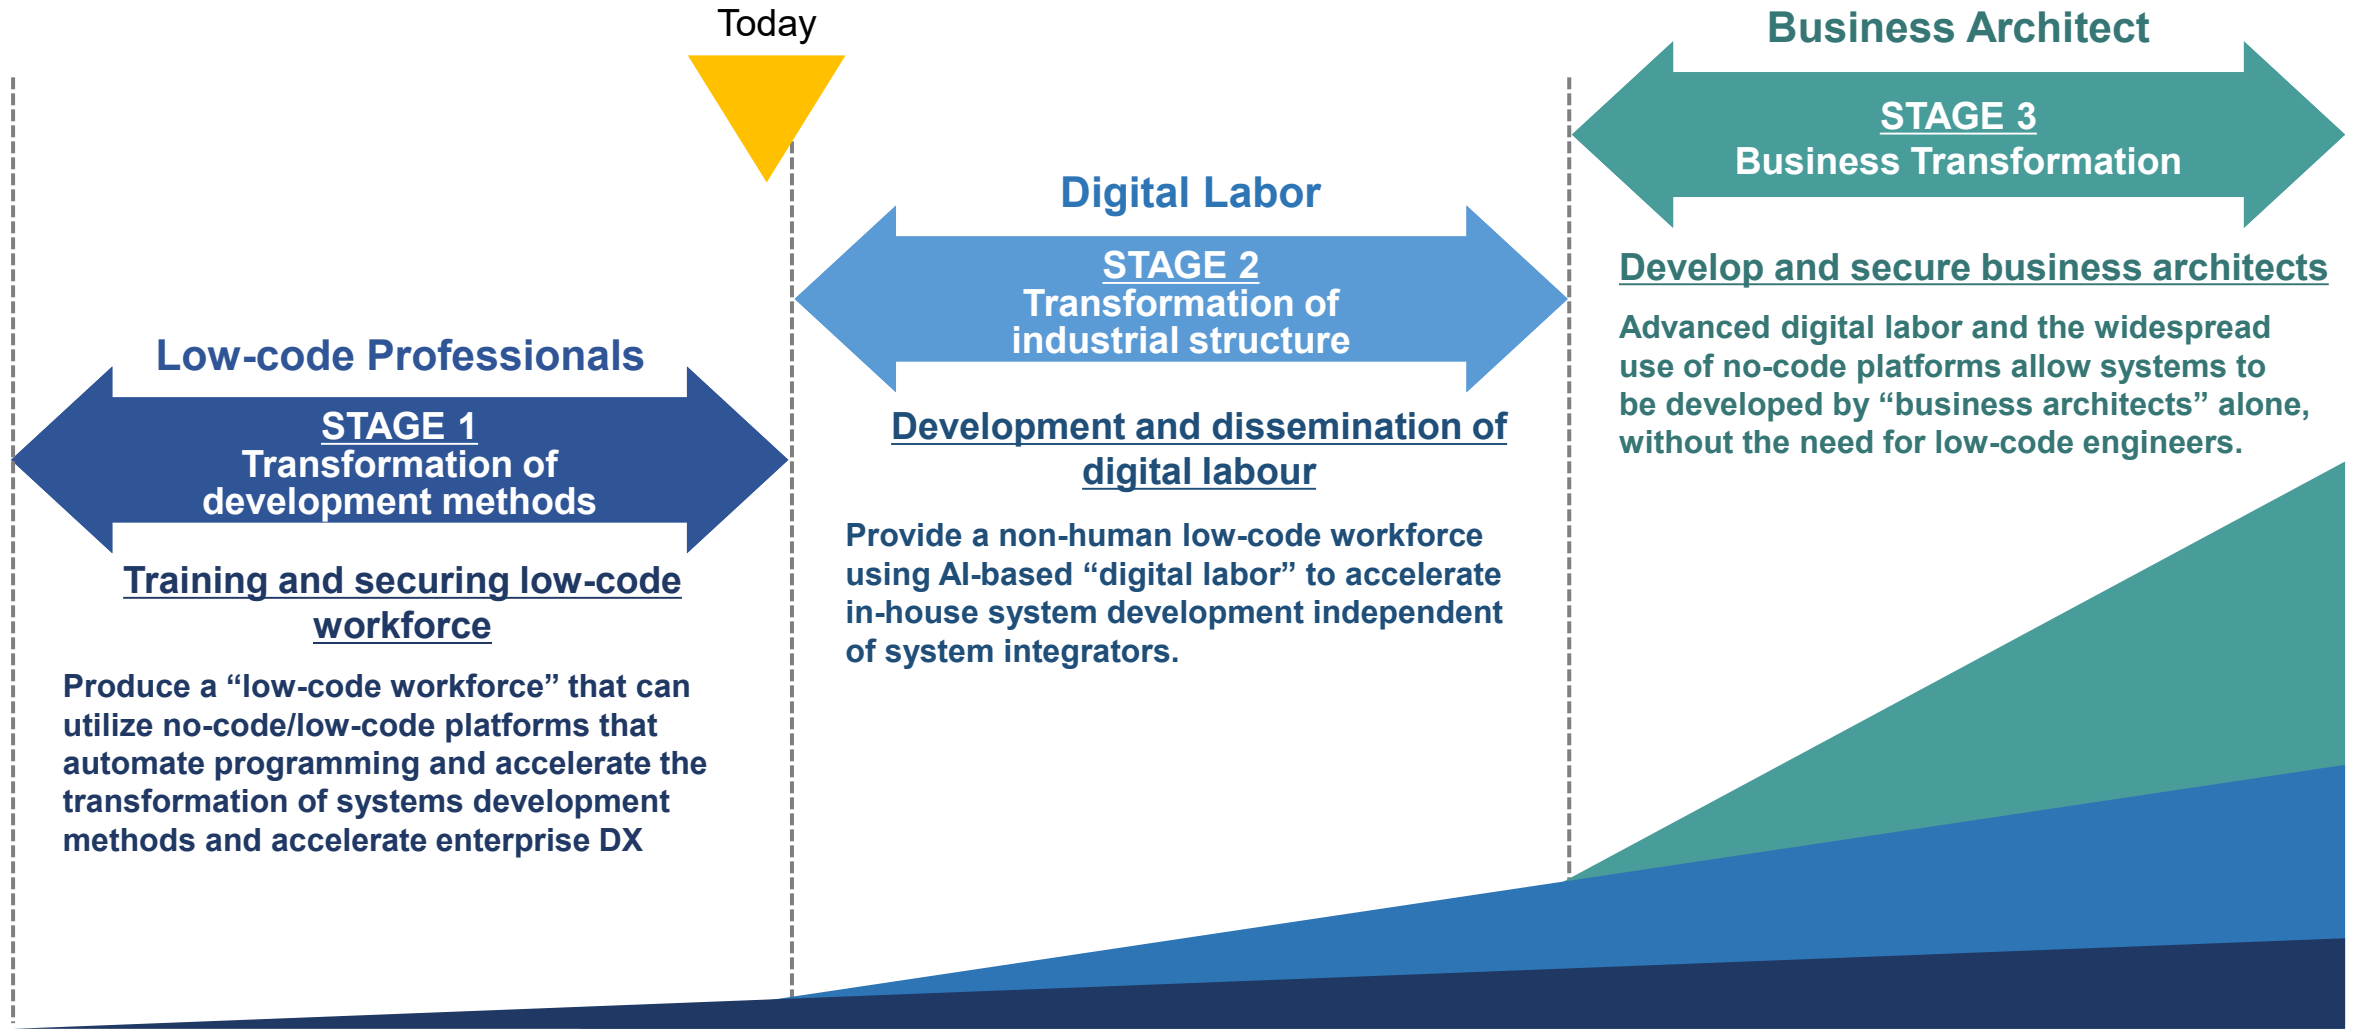 Today
Low-code Professionals
STAGE 1
Transformation of
development methods
Training and securing low-code
workforce
Produce a “low-code workforce” that can
utilize no-code/low-code platforms that
automate programming and accelerate the
transformation of systems development
methods and accelerate enterprise DX
Digital Labor
STAGE 2
Transformation of
industrial structure
Development and dissemination of
digital labour
Provide a non-human low-code workforce
using AI-based “digital labor” to accelerate
in-house system development independent
of system integrators.
Business Architect
STAGE 3
Business Transformation
Develop and secure business architects
Advanced digital labor and the widespread
use of no-code platforms allow systems to
be developed by “business architects” alone,
without the need for low-code engineers.